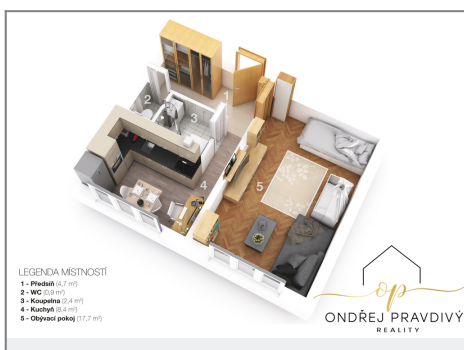 1
2
3
4
5
LEGENDA MÍSTNOSTÍ
1 - Předsíň (4,7 m²)
2 - WC (0,9 m²)
3 - Koupelna (2,4 m²)
4 - Kuchyň (8,4 m²)
5 - Obývací pokoj (17,7 m²)
op
ONDŘEJ PRAVDIVÝ
REALITY